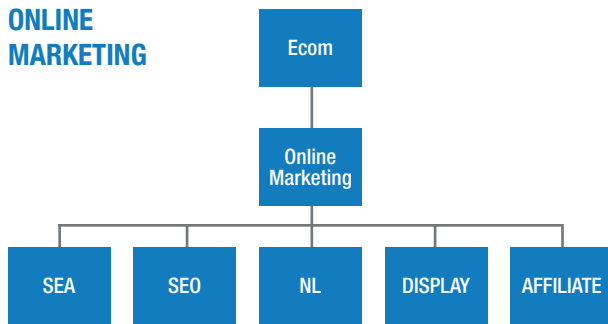 ONLINE
MARKETING
Ecom
Online
Marketing
SEA
SEO
NL
DISPLAY
AFFILIATE